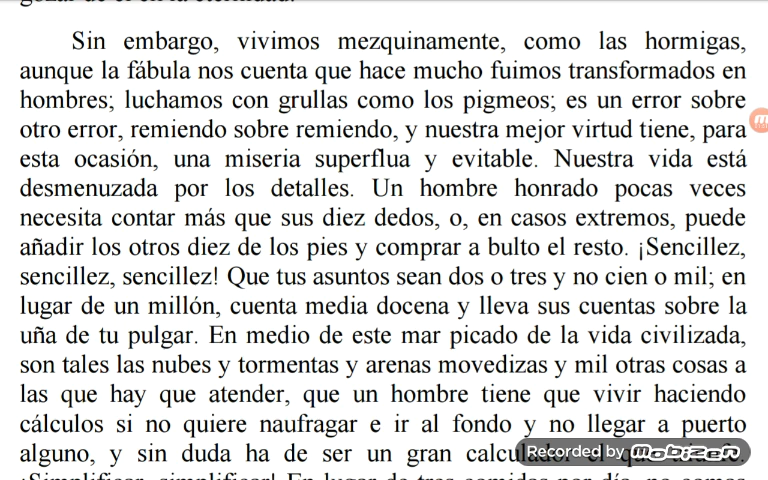 Sin embargo, vivimos mezquinamente, como las hormigas,
aunque la fábula nos cuenta que hace mucho fuimos transformados en
hombres; luchamos con grullas como los pigmeos; es un error sobre
otro error, remiendo sobre remiendo, y nuestra mejor virtud tiene, para
esta ocasión, una miseria superflua y evitable. Nuestra vida está
desmenuzada por los detalles. Un hombre honrado pocas veces
necesita contar más que sus diez dedos, o, en casos extremos, puede
añadir los otros diez de los pies y comprar a bulto el resto. ¡Sencillez,
sencillez, sencillez! Que tus asuntos sean dos o tres y no cien o mil; en
lugar de un millón, cuenta media docena y lleva sus cuentas sobre la
uña de tu pulgar. En medio de este mar picado de la vida civilizada,
son tales las nubes y tormentas y arenas movedizas y mil otras cosas a
las que hay que atender, que un hombre tiene que vivir haciendo
cálculos si no quiere naufragar e ir al fondo y no llegar a puerto
alguno, y sin duda ha de ser un gran
Recorded by Mobizen